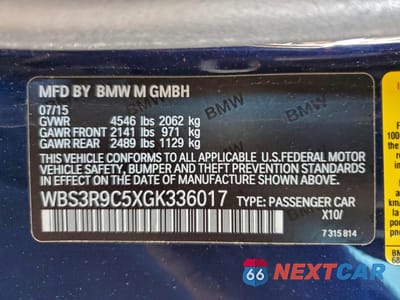 MFD BY BMW M GMBH
07/15
GVWR 4546 lbs 2062 kg
GAWR FRONT 2141 lbs 971 kg
GAWR REAR 2489 lbs 1129 kg
THIS VEHICLE CONFORMS TO ALL APPLICABLE U.S.FEDERAL MOTOR
VEHICLE SAFETY, BUMPER, AND THEFT PREVENTION STANDARDS IN EFFECT
ON THE DATE OF MANUFACTURE SHOWN ABOVE.
WBS3R9C5XGK336017 TYPE: PASSENGER CAR
X10/
7 315 814
BMW
BMW
66 NEXTCAR